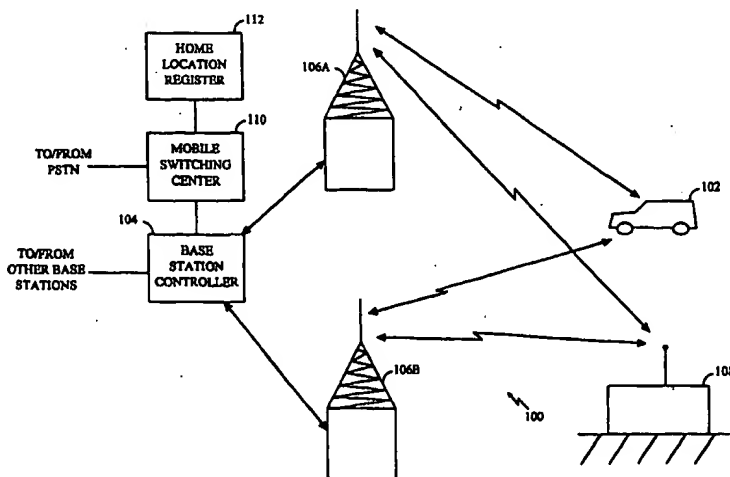 112
HOME
LOCATION
REGISTER
106A
110
TO/FROM
PSTN
MOBILE
SWITCHING
CENTER
102
104
TO/FROM
OTHER BASE
STATIONS
BASE
STATION
CONTROLLER
106B
100